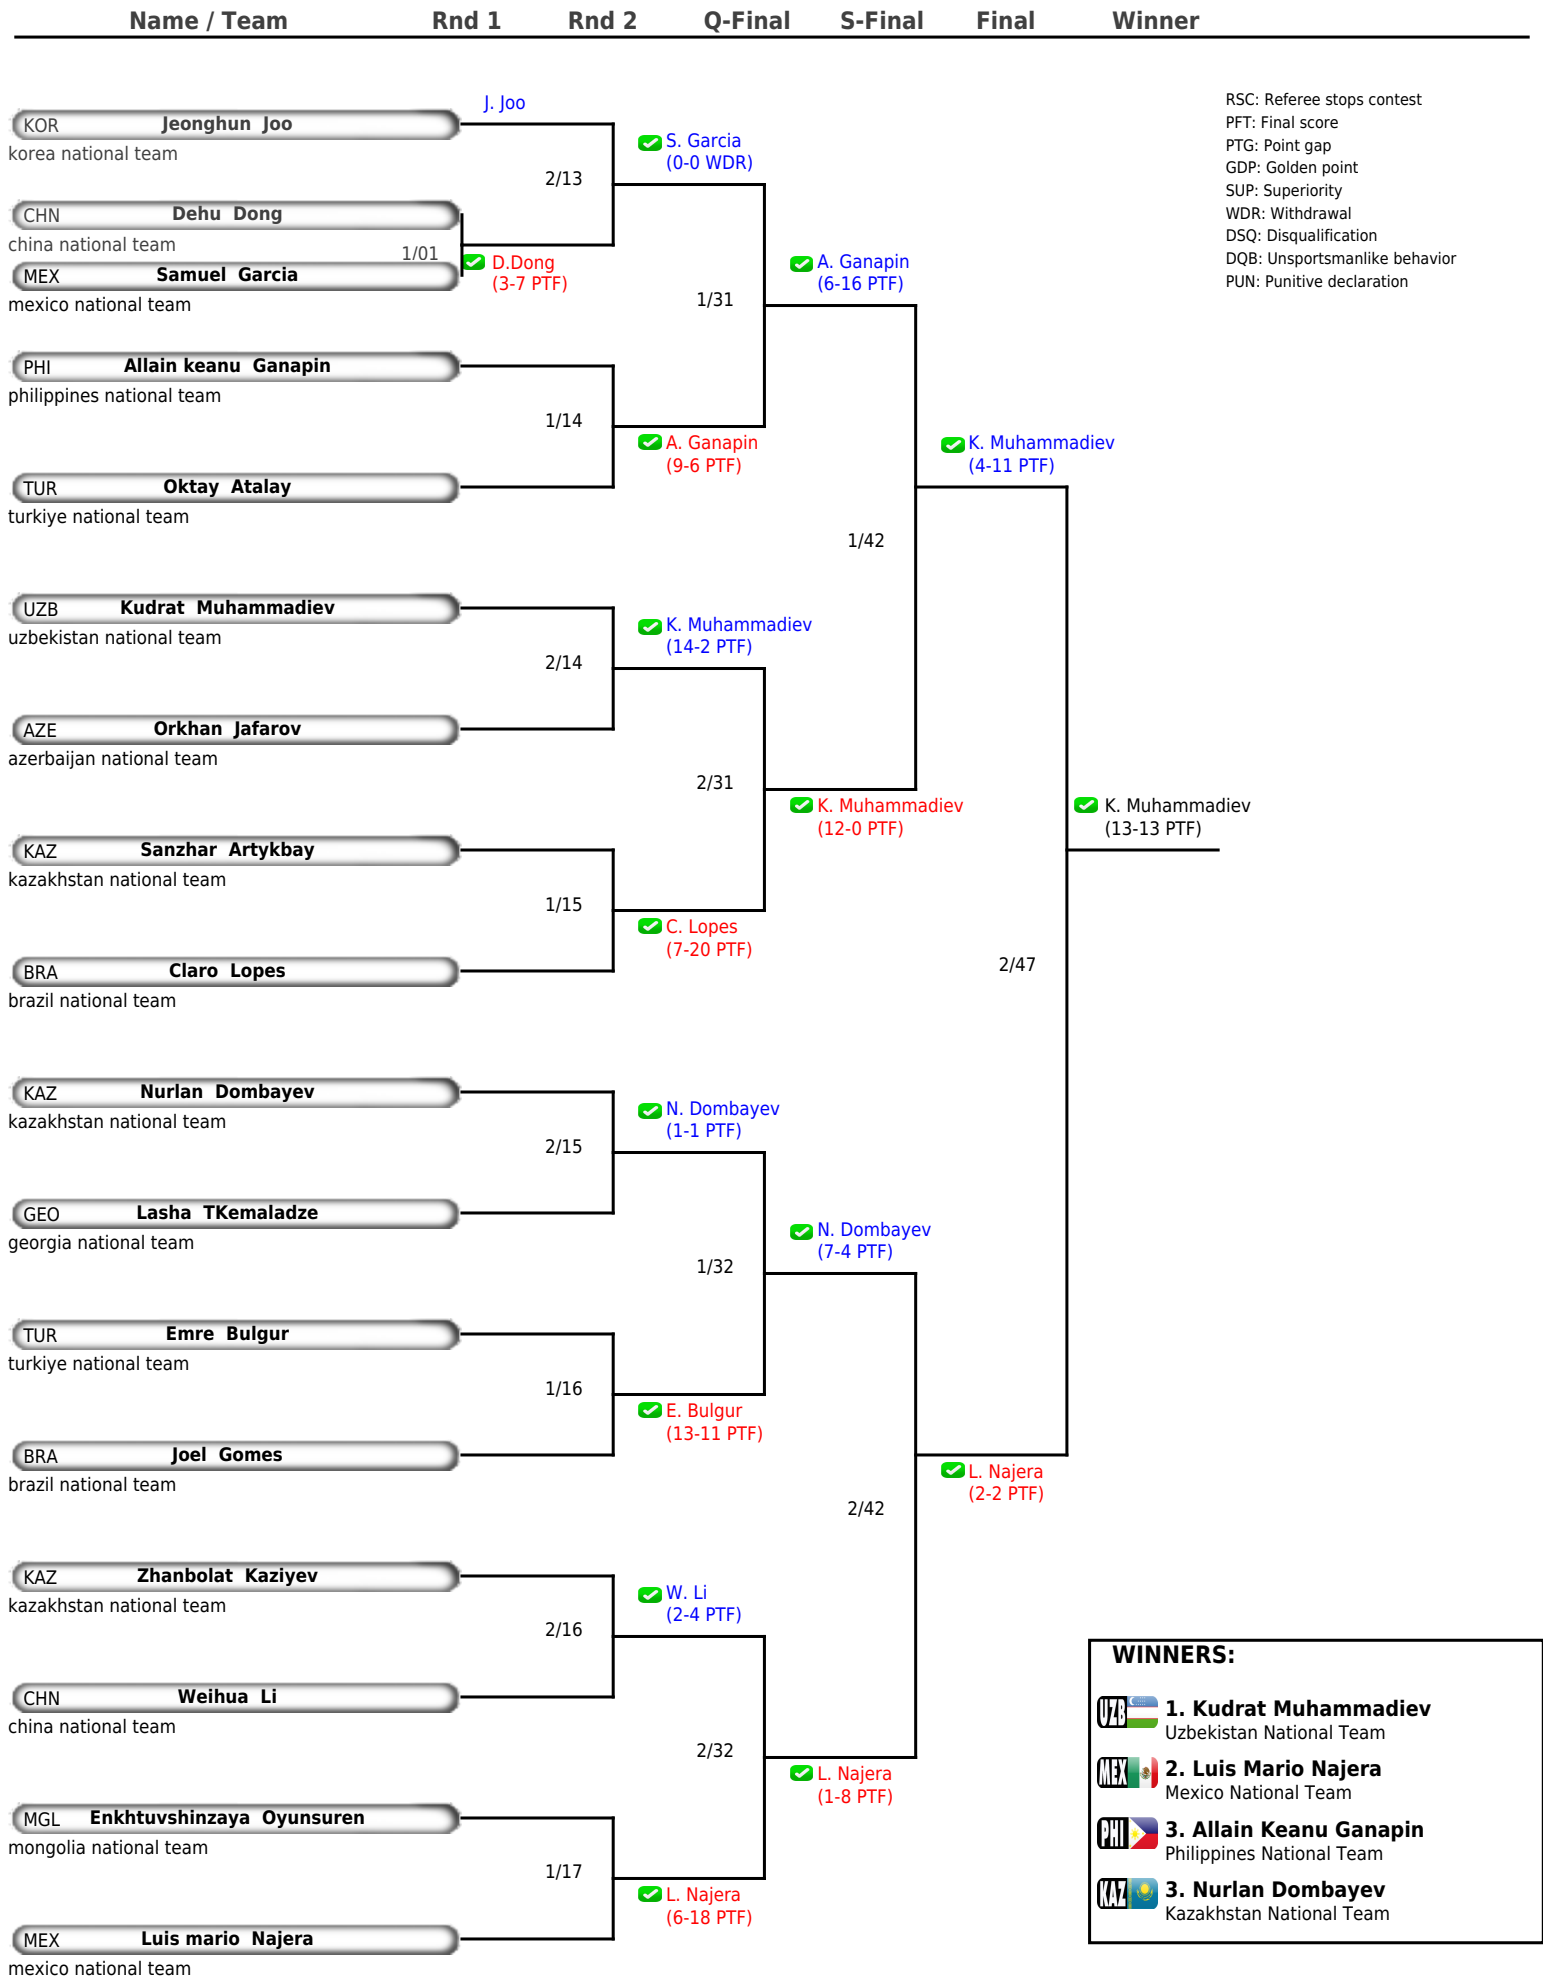 Name / Team Rnd 1 Rnd 2 Q-Final S-Final Final Winner
RSC: Referee stops contest
PFT: Final score
PTG: Point gap
GDP: Golden point
SUP: Superiority
WDR: Withdrawal
DSQ: Disqualification
DQB: Unsportsmanlike behavior
PUN: Punitive declaration
J. Joo
KOR Jeonghun Joo
korea national team
S. Garcia
(0-0 WDR)
2/13
CHN Dehu Dong
china national team
1/01
D.Dong
(3-7 PTF)
MEX Samuel Garcia
mexico national team
A. Ganapin
(6-16 PTF)
1/31
PHI Allain keanu Ganapin
philippines national team
1/14
A. Ganapin
(9-6 PTF)
K. Muhammadiev
(4-11 PTF)
TUR Oktay Atalay
turkiye national team
1/42
UZB Kudrat Muhammadiev
uzbekistan national team
K. Muhammadiev
(14-2 PTF)
2/14
AZE Orkhan Jafarov
azerbaijan national team
2/31
K. Muhammadiev
(12-0 PTF)
K. Muhammadiev
(13-13 PTF)
KAZ Sanzhar Artykbay
kazakhstan national team
1/15
C. Lopes
(7-20 PTF)
BRA Claro Lopes
brazil national team
2/47
KAZ Nurlan Dombayev
kazakhstan national team
N. Dombayev
(1-1 PTF)
2/15
GEO Lasha TKemaladze
georgia national team
N. Dombayev
(7-4 PTF)
1/32
TUR Emre Bulgur
turkiye national team
1/16
E. Bulgur
(13-11 PTF)
BRA Joel Gomes
brazil national team
L. Najera
(2-2 PTF)
2/42
KAZ Zhanbolat Kaziyev
kazakhstan national team
W. Li
(2-4 PTF)
2/16
CHN Weihua Li
china national team
2/32
L. Najera
(1-8 PTF)
MGL Enkhtuvshinzaya Oyunsuren
mongolia national team
1/17
L. Najera
(6-18 PTF)
MEX Luis mario Najera
mexico national team
WINNERS:
UZB 1. Kudrat Muhammadiev
Uzbekistan National Team
MEX 2. Luis Mario Najera
Mexico National Team
PHI 3. Allain Keanu Ganapin
Philippines National Team
KAZ 3. Nurlan Dombayev
Kazakhstan National Team